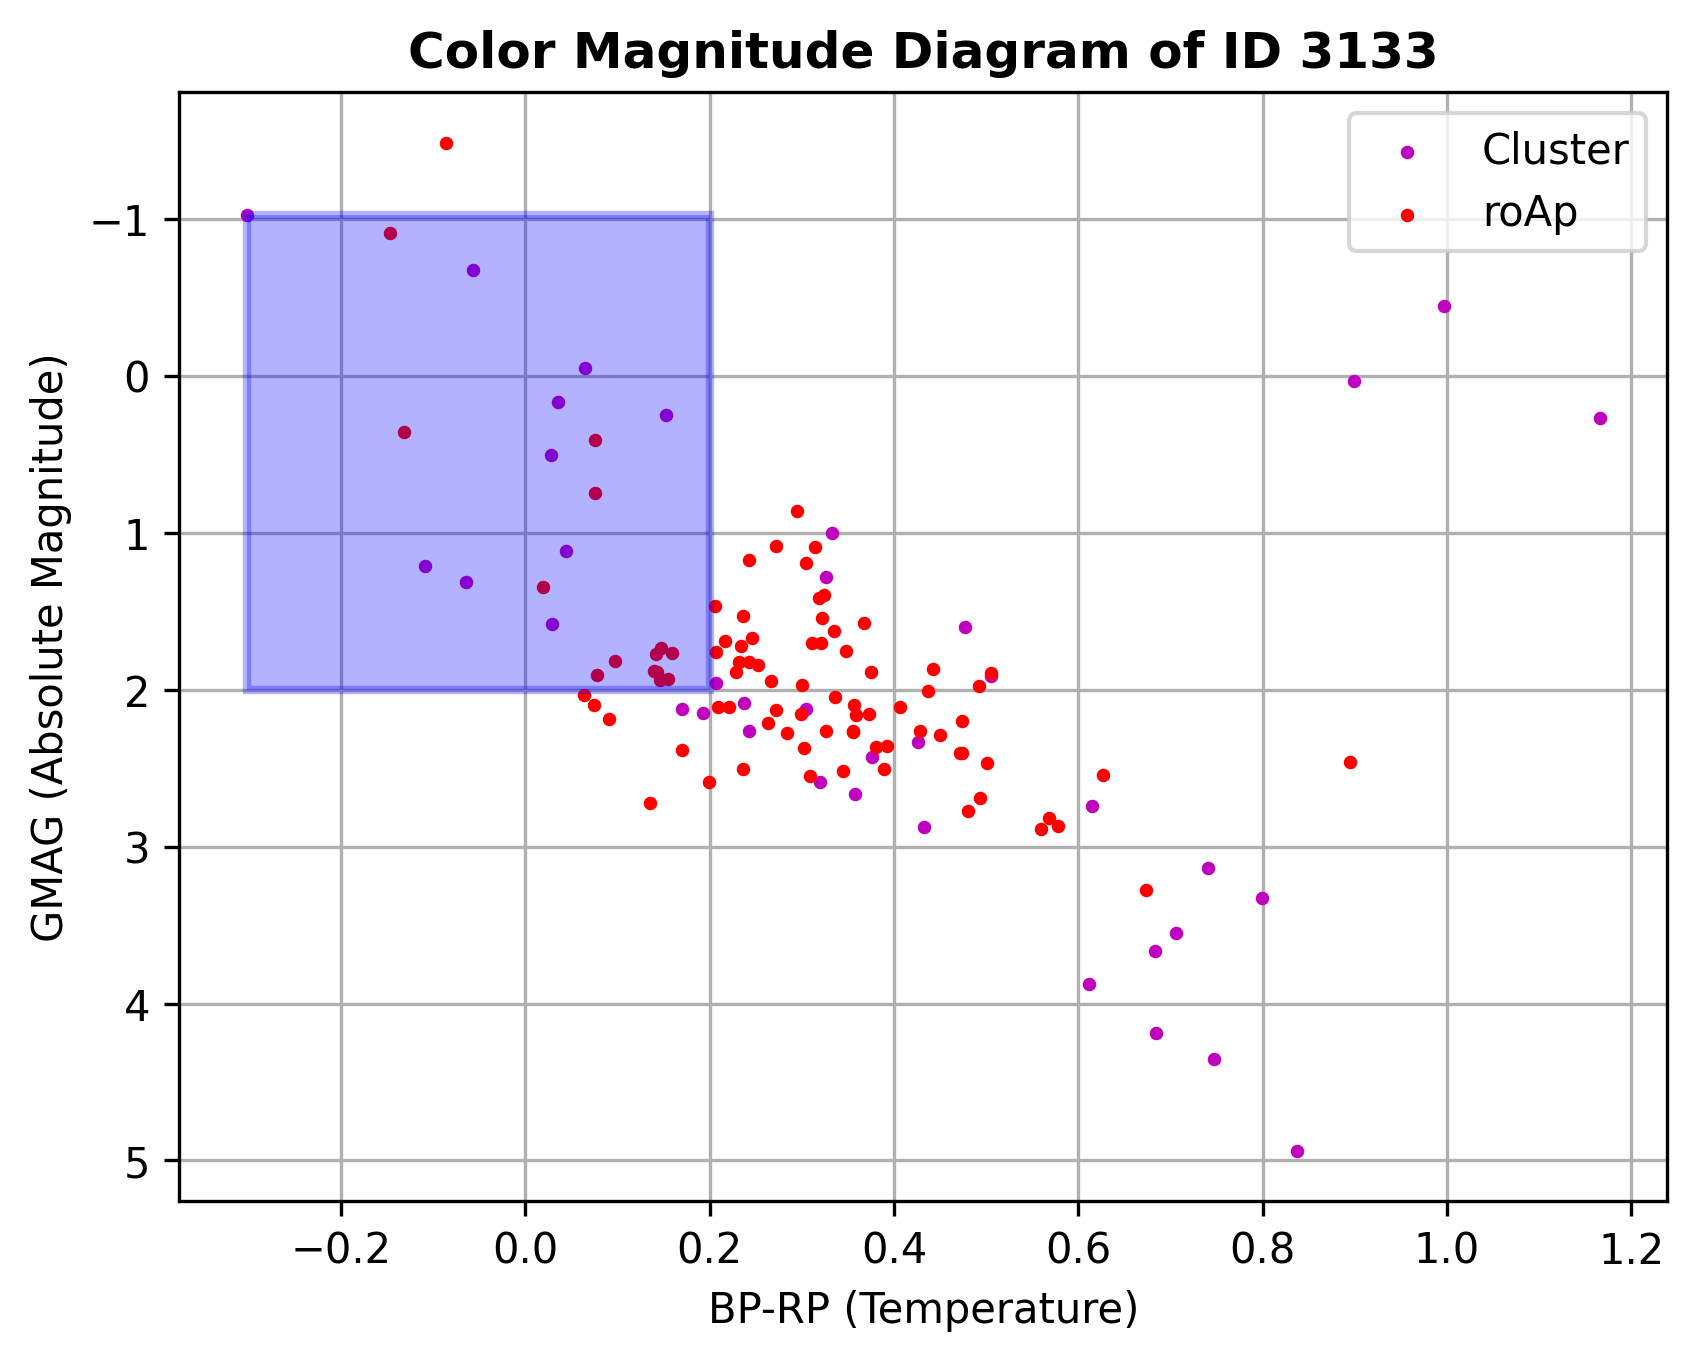 Color Magnitude Diagram of ID 3133
Cluster
roAp
GMAG (Absolute Magnitude)
−1
0
1
2
3
4
5
−0.2 0.0 0.2 0.4 0.6 0.8 1.0 1.2
BP-RP (Temperature)